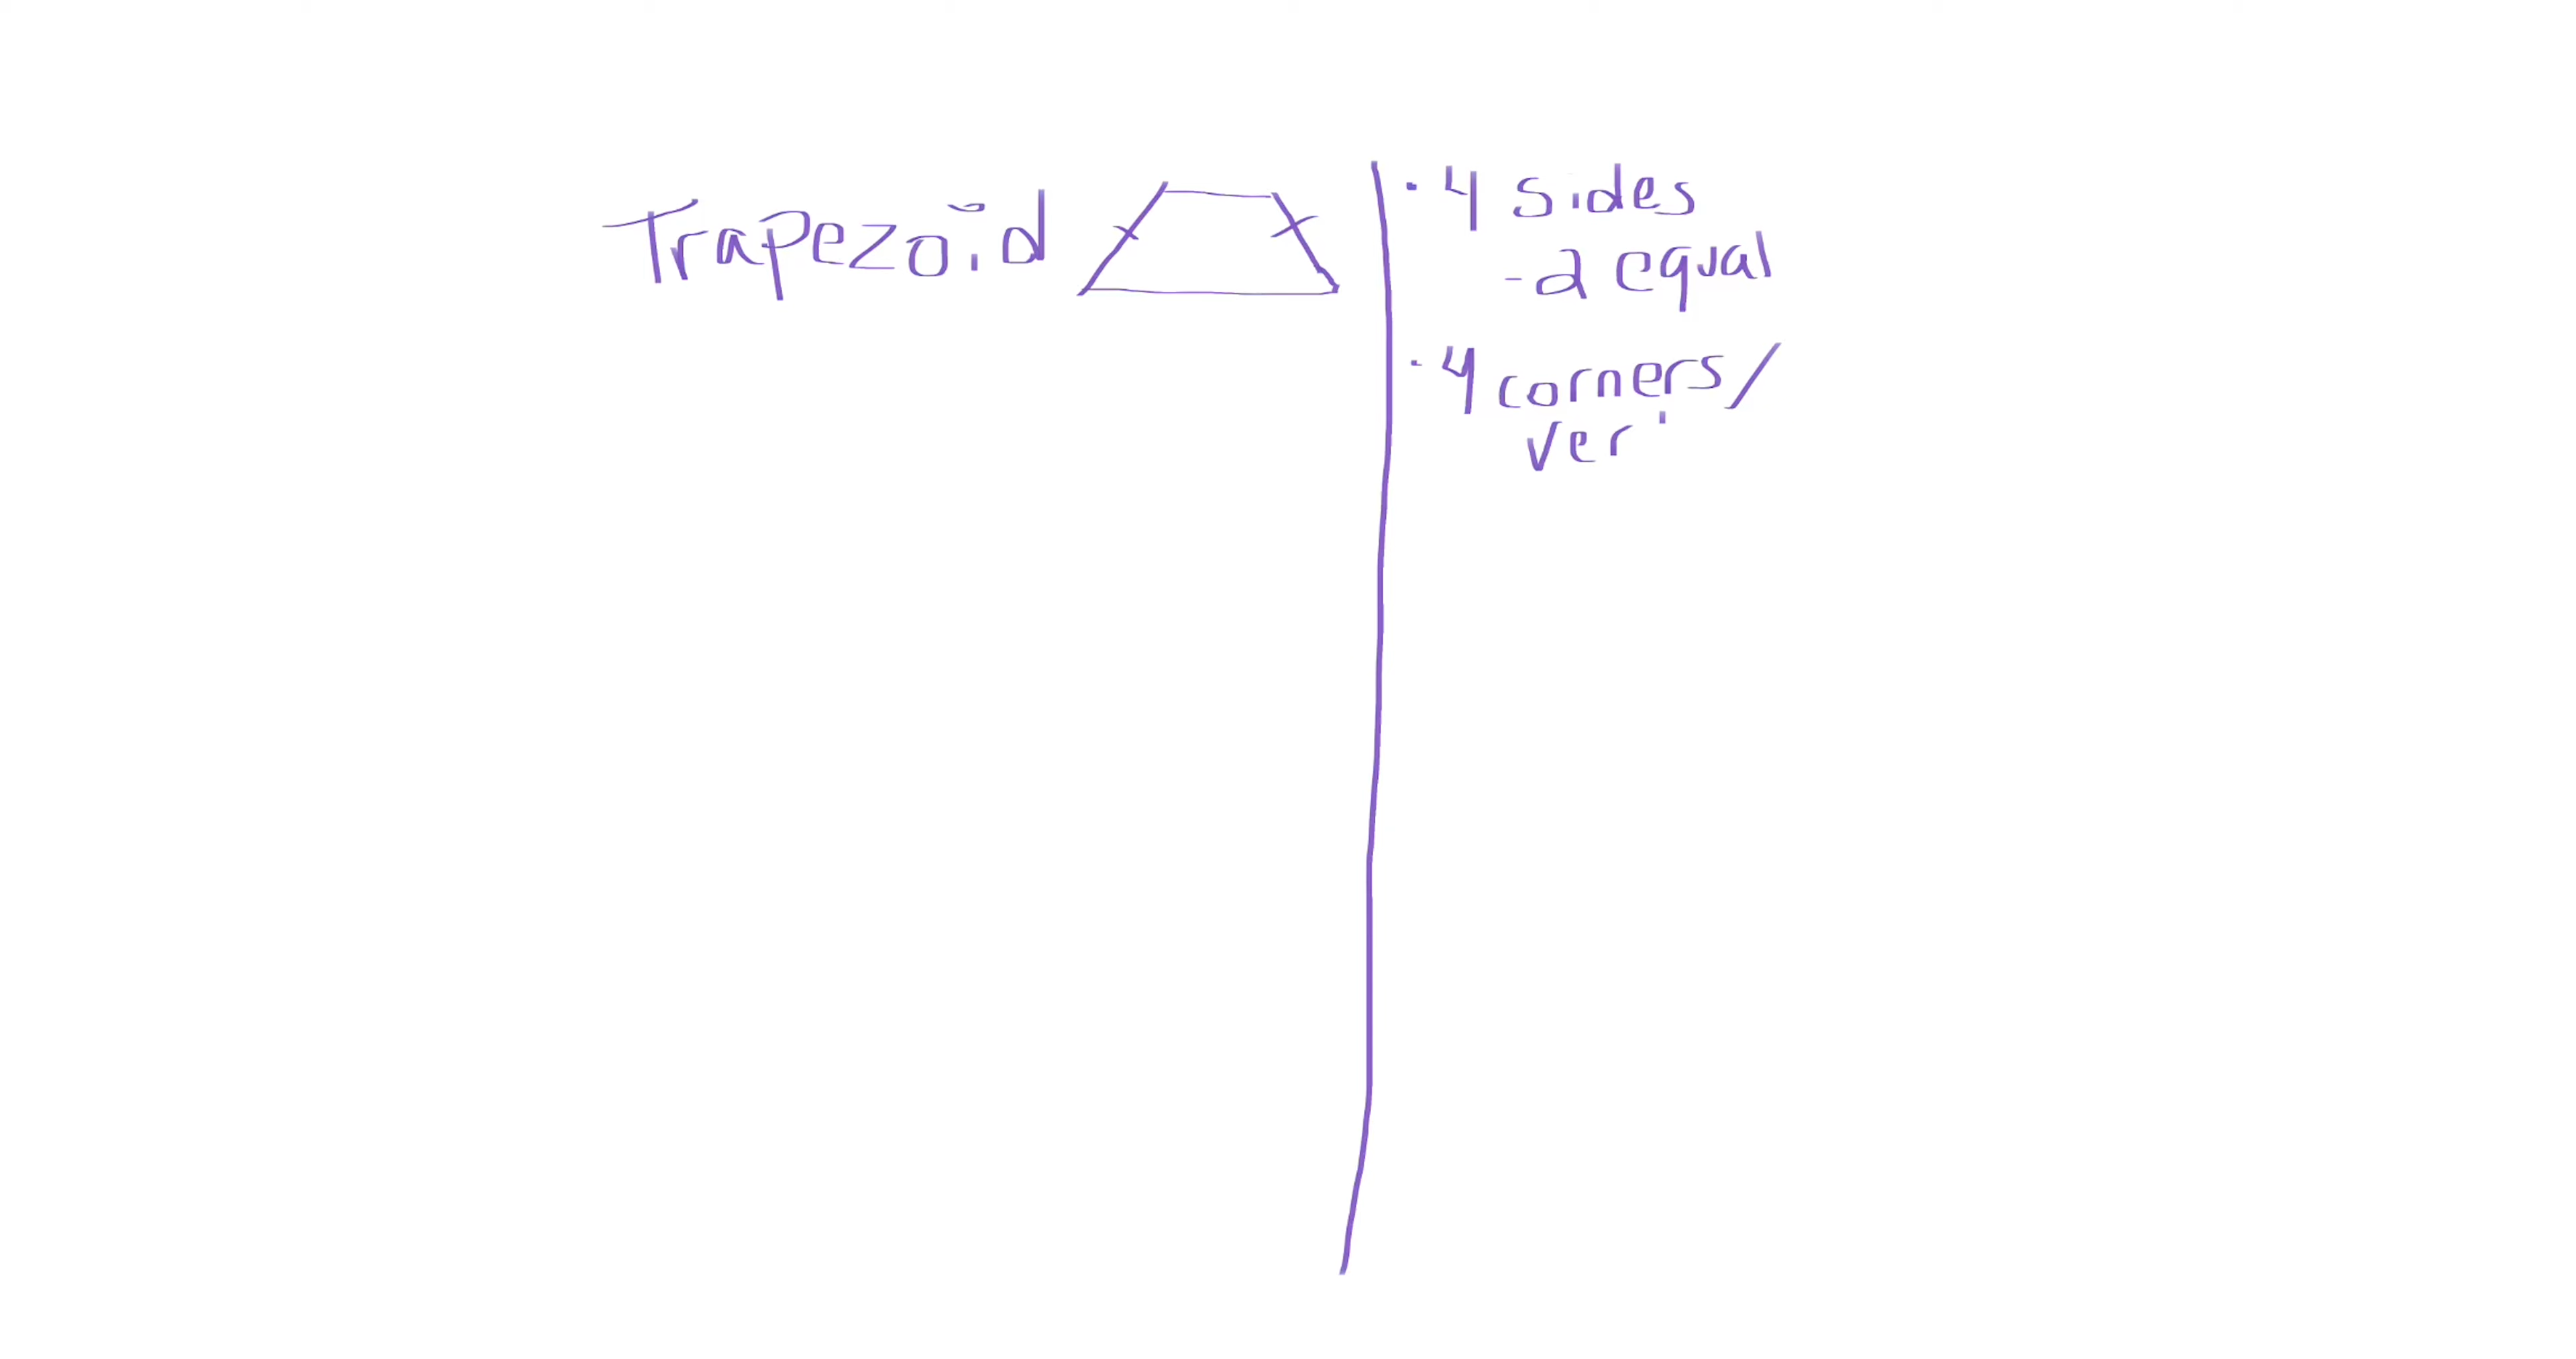 Trapezoid
· 4 sides
- 2 equal
· 4 corners/
ver'